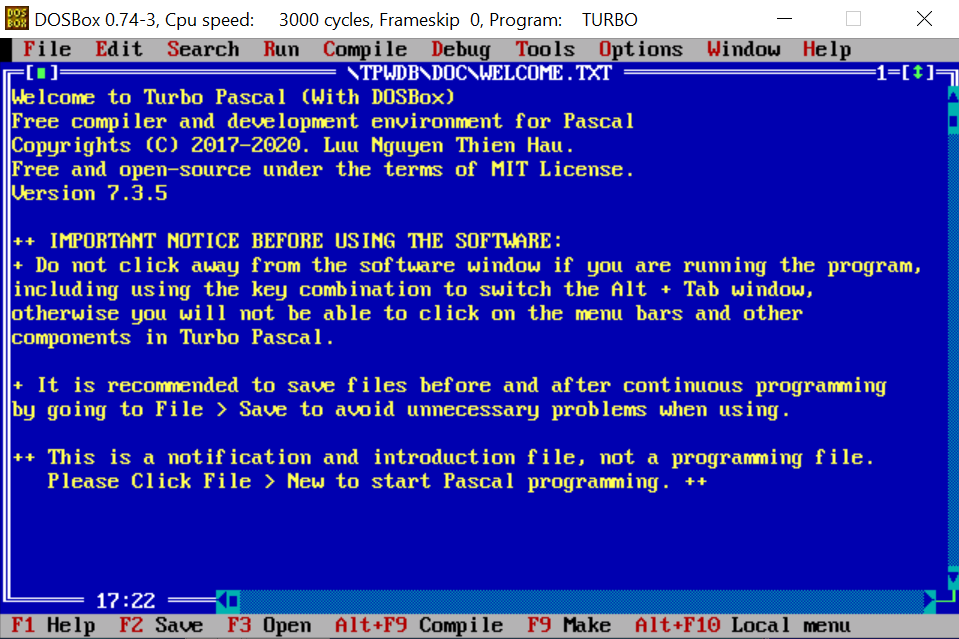 DOSBox 0.74-3, Cpu speed: 3000 cycles, Frameskip 0, Program: TURBO
File Edit Search Run Compile Debug Tools Options Window Help
\TPWDB\DOC\WELCOME.TXT 1
Welcome to Turbo Pascal (With DOSBox)
Free compiler and development environment for Pascal
Copyrights (C) 2017-2020. Luu Nguyen Thien Hau.
Free and open-source under the terms of MIT License.
Version 7.3.5
++ IMPORTANT NOTICE BEFORE USING THE SOFTWARE:
+ Do not click away from the software window if you are running the program,
including using the key combination to switch the Alt + Tab window,
otherwise you will not be able to click on the menu bars and other
components in Turbo Pascal.
+ It is recommended to save files before and after continuous programming
by going to File > Save to avoid unnecessary problems when using.
++ This is a notification and introduction file, not a programming file.
Please Click File > New to start Pascal programming. ++
17:22
F1 Help F2 Save F3 Open Alt+F9 Compile F9 Make Alt+F10 Local menu